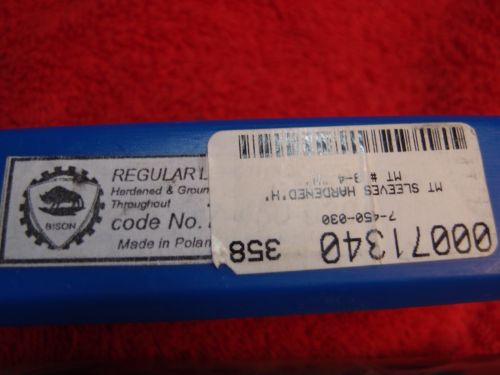 REGULAR L
Hardened & Groun
Throughout
code No.
Made in Polan
BISON
MT SLEEVES HARDENED'H'
MT # 3-4 "H"
7-450-030
00071340 358